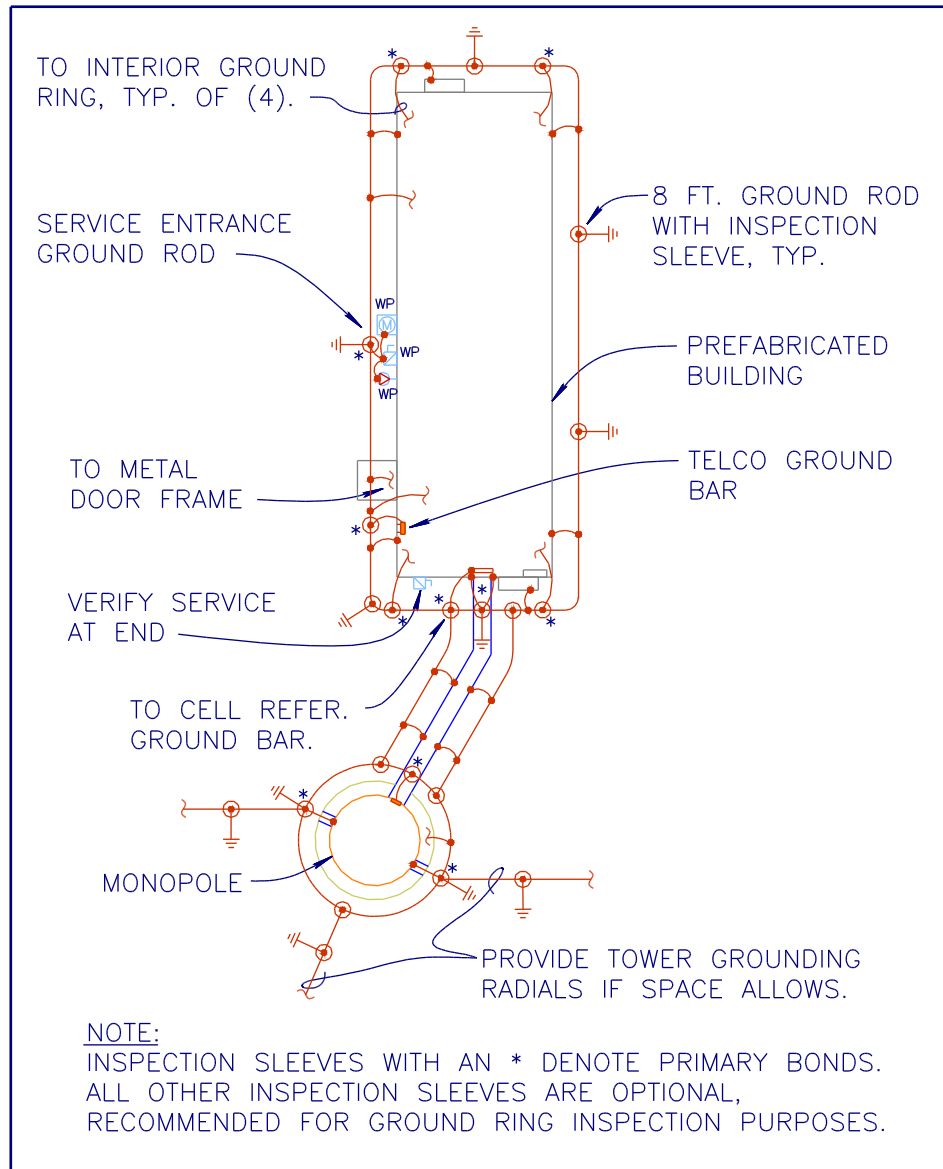 TO INTERIOR GROUND
RING, TYP. OF (4).
*
*
SERVICE ENTRANCE
GROUND ROD
8 FT. GROUND ROD
WITH INSPECTION
SLEEVE, TYP.
WP
M
*
WP
WP
PREFABRICATED
BUILDING
TO METAL
DOOR FRAME
*
TELCO GROUND
BAR
VERIFY SERVICE
AT END
*
*
*
*
TO CELL REFER.
GROUND BAR.
*
*
*
MONOPOLE
PROVIDE TOWER GROUNDING
RADIALS IF SPACE ALLOWS.
NOTE:
INSPECTION SLEEVES WITH AN * DENOTE PRIMARY BONDS.
ALL OTHER INSPECTION SLEEVES ARE OPTIONAL,
RECOMMENDED FOR GROUND RING INSPECTION PURPOSES.